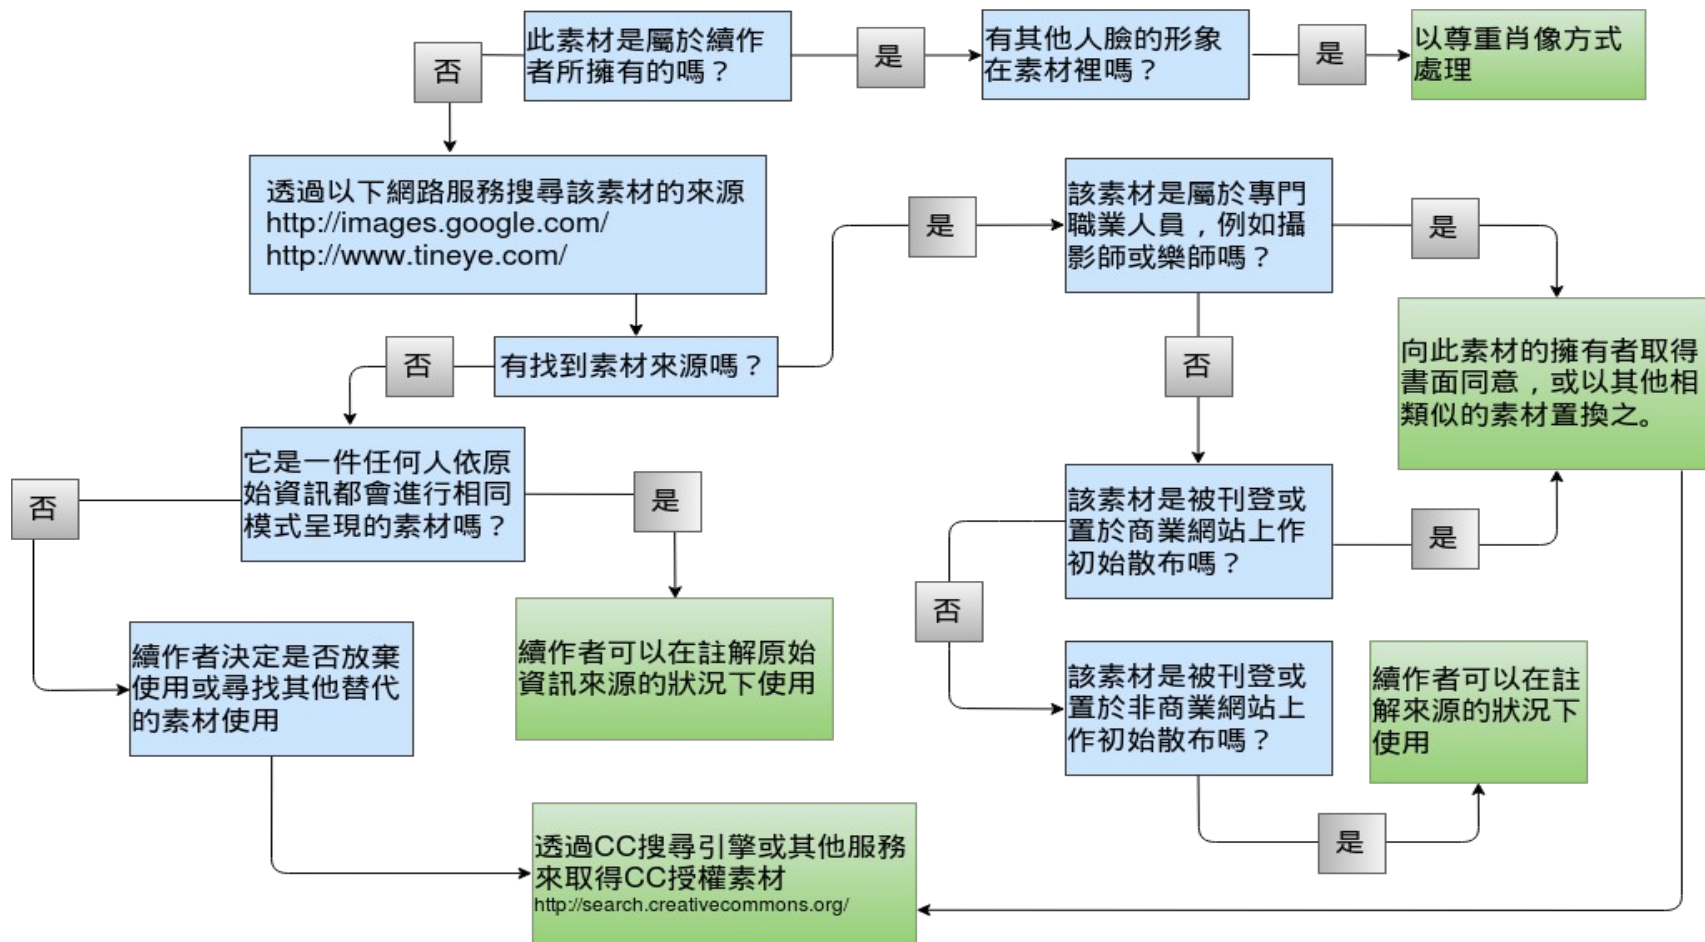 此素材是屬於續作
者所擁有的嗎？
是
有其他人臉的形象
在素材裡嗎？
是
以尊重肖像方式
處理
否
透過以下網路服務搜尋該素材的來源
http://images.google.com/
http://www.tineye.com/
有找到素材來源嗎？
是
該素材是屬於專門
職業人員，例如攝
影師或樂師嗎？
是
向此素材的擁有者取得
書面同意，或以其他相
類似的素材置換之。
否
該素材是被刊登或
置於商業網站上作
初始散布嗎？
是
否
該素材是被刊登或
置於非商業網站上
作初始散布嗎？
是
續作者可以在註
解來源的狀況下
使用
否
它是一件任何人依原
始資訊都會進行相同
模式呈現的素材嗎？
是
續作者可以在註解原始
資訊來源的狀況下使用
否
續作者決定是否放棄
使用或尋找其他替代
的素材使用
透過CC搜尋引擎或其他服務
來取得CC授權素材
http://search.creativecommons.org/